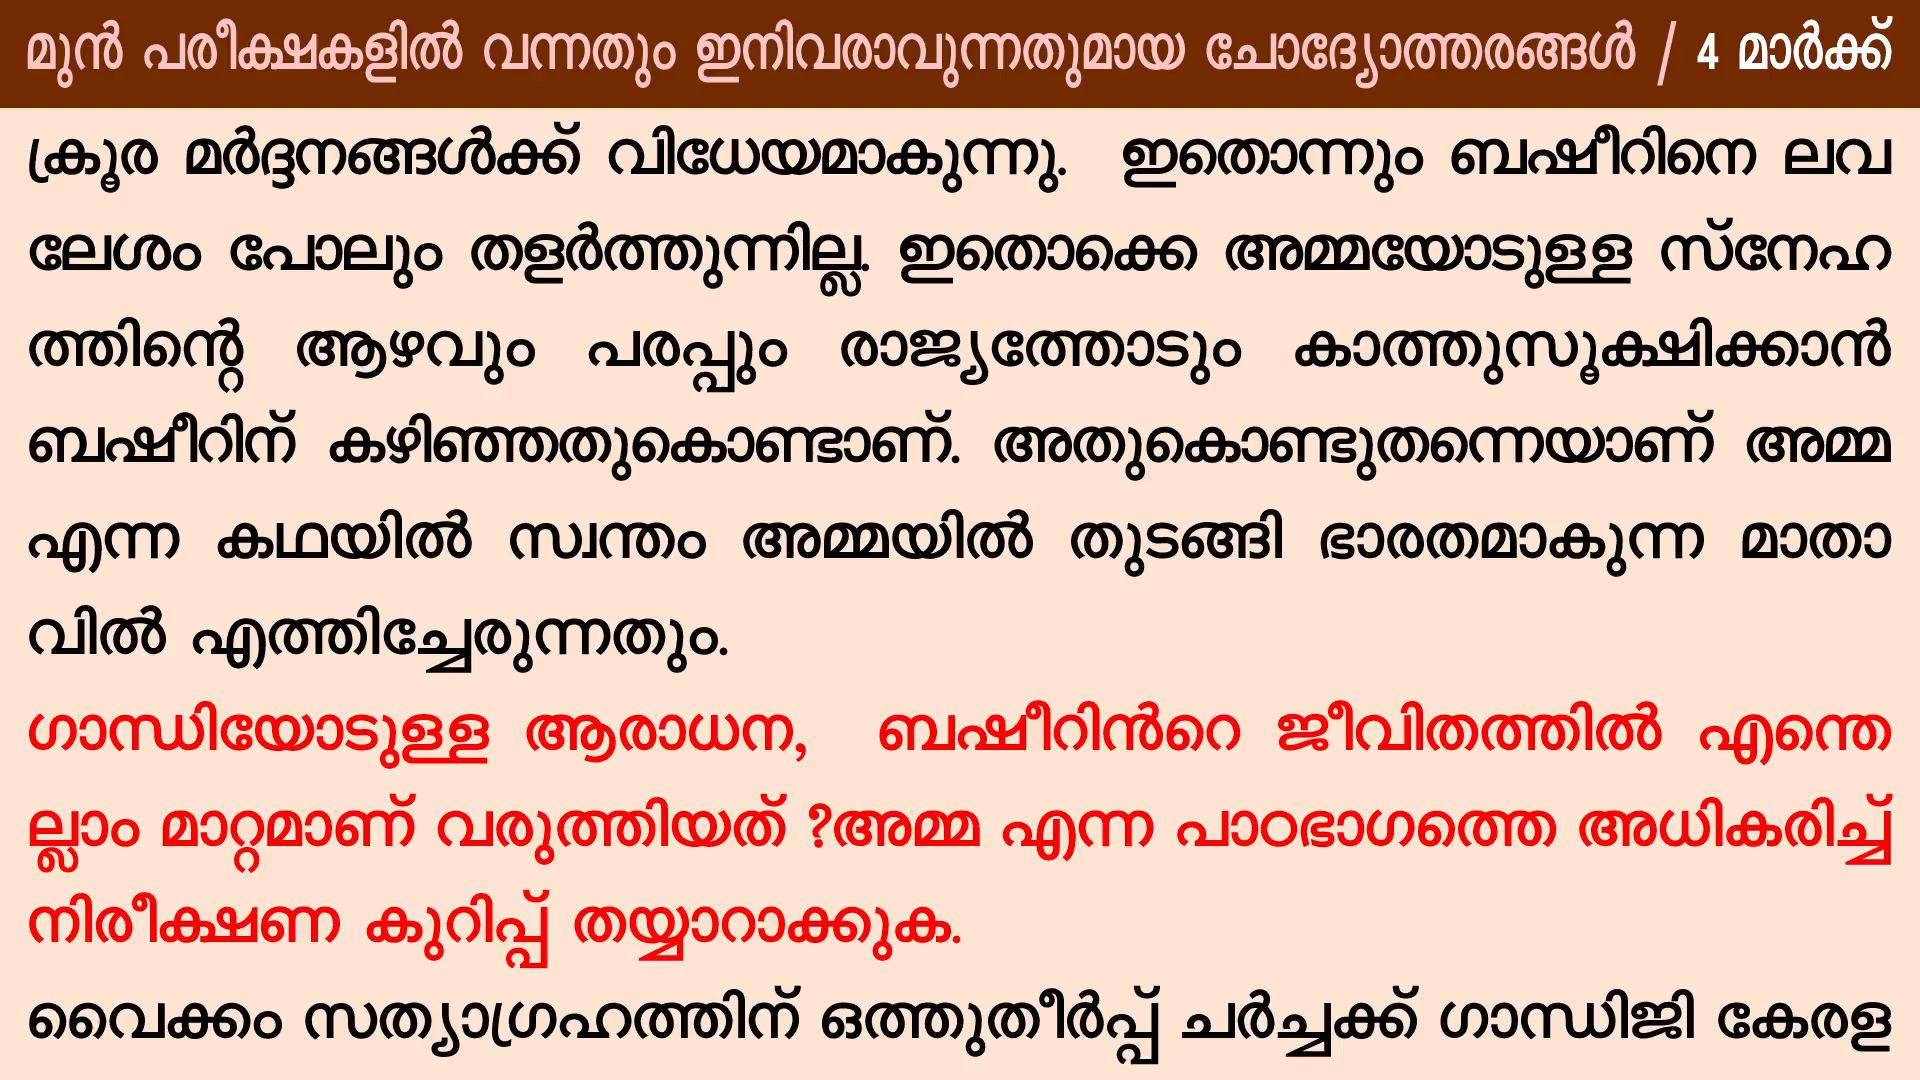 മുൻ പരീക്ഷകളിൽ വന്നതും ഇനിവരാവുന്നതുമായ ചോദ്യോത്തരങ്ങൾ / 4 മാർക്ക്
ക്രൂര മർദ്ദനങ്ങൾക്ക് വിധേയമാകുന്നു. ഇതൊന്നും ബഷീറിനെ ലവ
ലേശം പോലും തളർത്തുന്നില്ല. ഇതൊക്കെ അമ്മയോടുള്ള സ്നേഹ
ത്തിന്റെ ആഴവും പരപ്പും രാജ്യത്തോടും കാത്തുസൂക്ഷിക്കാൻ
ബഷീറിന് കഴിഞ്ഞതുകൊണ്ടാണ്. അതുകൊണ്ടുതന്നെയാണ് അമ്മ
എന്ന കഥയിൽ സ്വന്തം അമ്മയിൽ തുടങ്ങി ഭാരതമാകുന്ന മാതാ
വിൽ എത്തിച്ചേരുന്നതും.
ഗാന്ധിയോടുള്ള ആരാധന, ബഷീറിൻറെ ജീവിതത്തിൽ എന്തെ
ല്ലാം മാറ്റമാണ് വരുത്തിയത് ?അമ്മ എന്ന പാഠഭാഗത്തെ അധികരിച്ച്
നിരീക്ഷണ കുറിപ്പ് തയ്യാറാക്കുക.
വൈക്കം സത്യാഗ്രഹത്തിന് ഒത്തുതീർപ്പ് ചർച്ചക്ക് ഗാന്ധിജി കേരള